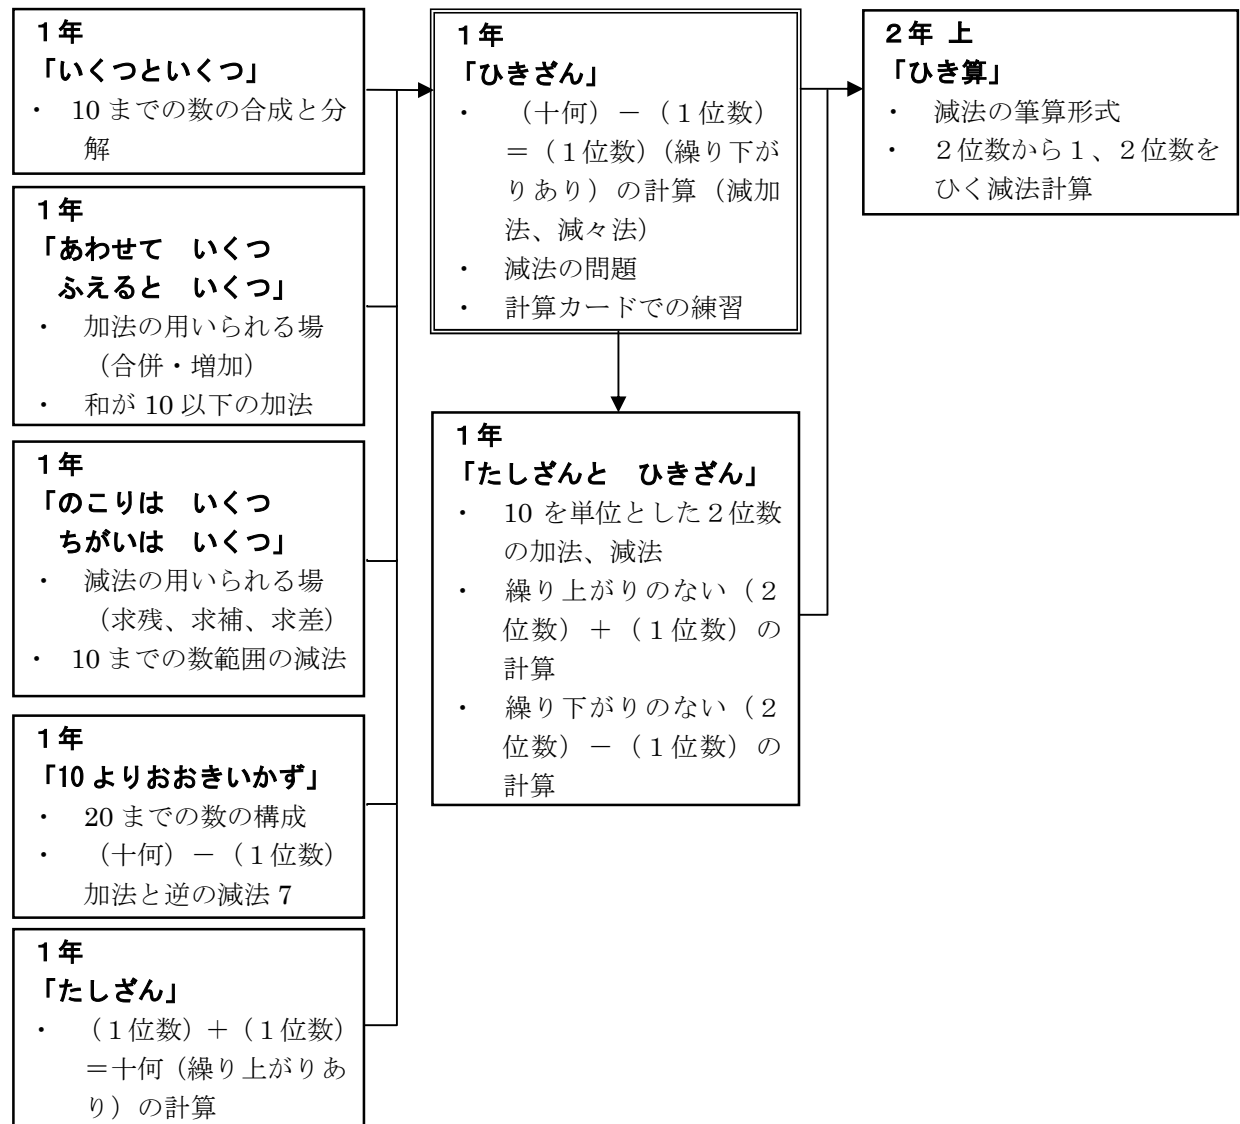 １年
「いくつといくつ」
・ 10 までの数の合成と分
解
１年
「あわせて　いくつ
ふえると　いくつ」
・ 加法の用いられる場
（合併・増加）
・ 和が 10 以下の加法
１年
「のこりは　いくつ
ちがいは　いくつ」
・ 減法の用いられる場
（求残、求補、求差）
・ 10 までの数範囲の減法
１年
「10 よりおおきいかず」
・ 20 までの数の構成
・ （十何）－（１位数）
加法と逆の減法 7
１年
「たしざん」
・ （１位数）＋（１位数）
＝十何（繰り上がりあ
り）の計算
１年
「ひきざん」
・ （十何）－（１位数）
＝（１位数）（繰り下が
りあり）の計算（減加
法、減々法）
・ 減法の問題
・ 計算カードでの練習
１年
「たしざんと　ひきざん」
・ 10 を単位とした２位数
の加法、減法
・ 繰り上がりのない（２
位数）＋（１位数）の
計算
・ 繰り下がりのない（２
位数）－（１位数）の
計算
２年 上
「ひき算」
・ 減法の筆算形式
・ ２位数から１、２位数を
ひく減法計算